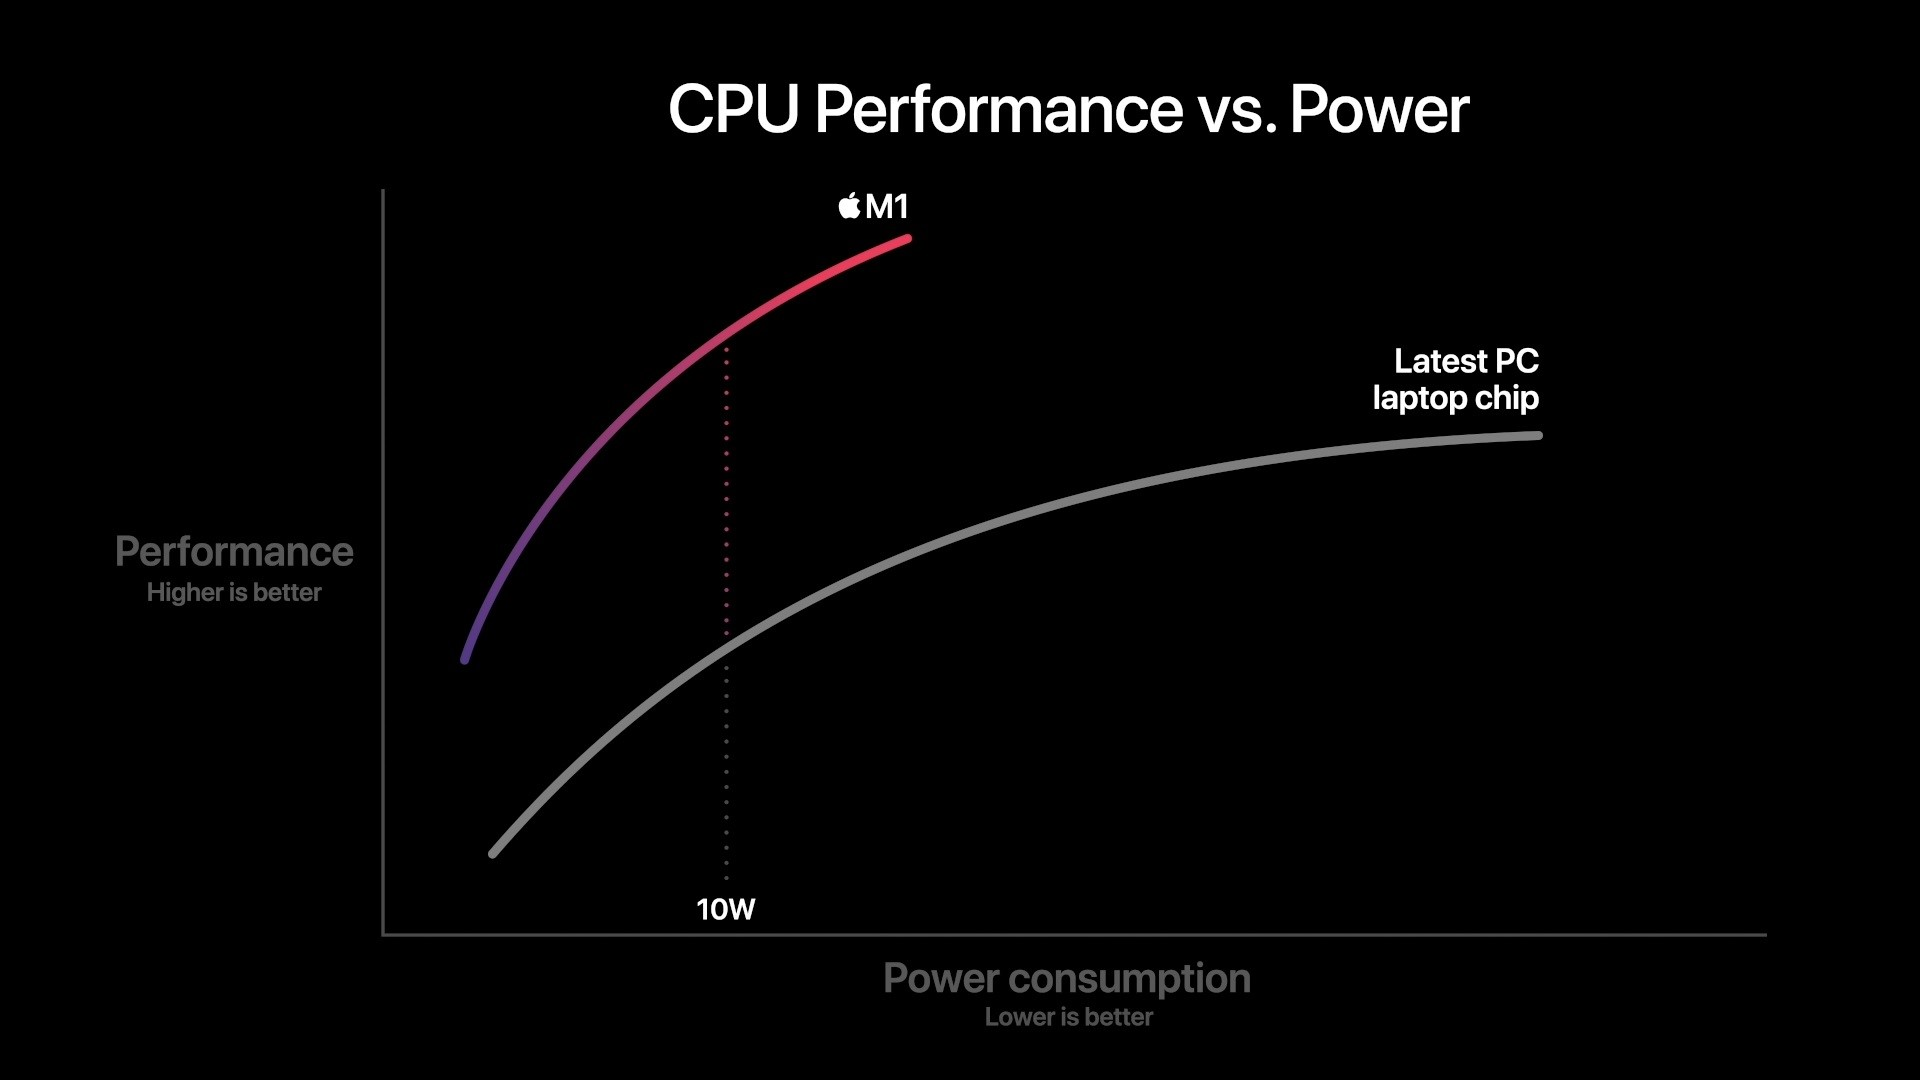 CPU Performance vs. Power
M1
Latest PC
laptop chip
Performance
Higher is better
10W
Power consumption
Lower is better